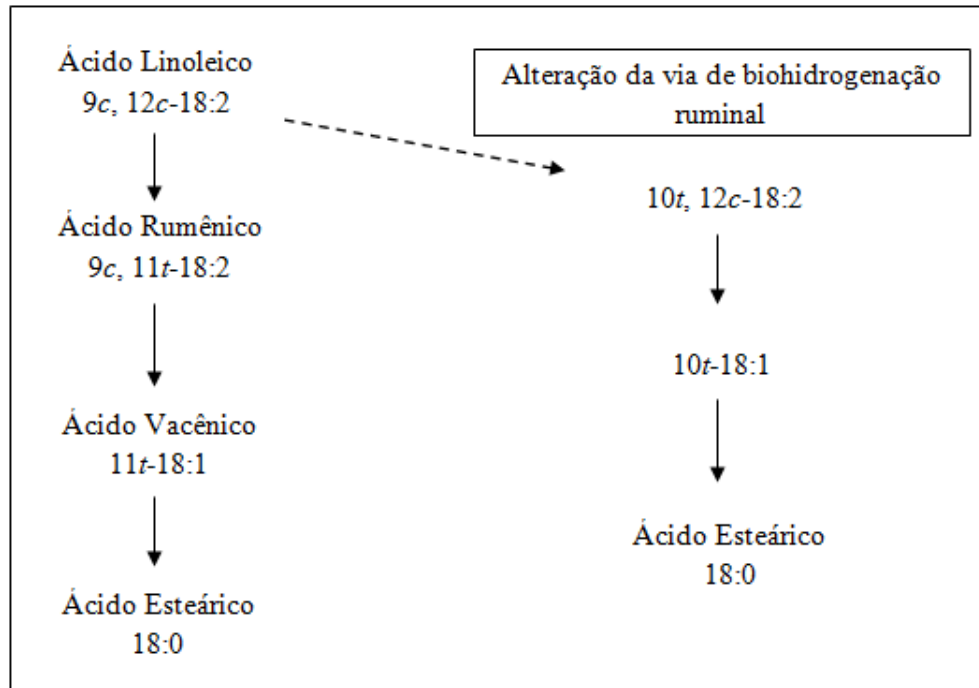 Ácido Linoleico
9c, 12c-18:2
Alteração da via de biohidrogenação
ruminal
10t, 12c-18:2
Ácido Rumênico
9c, 11t-18:2
10t-18:1
Ácido Vacênico
11t-18:1
Ácido Esteárico
18:0
Ácido Esteárico
18:0